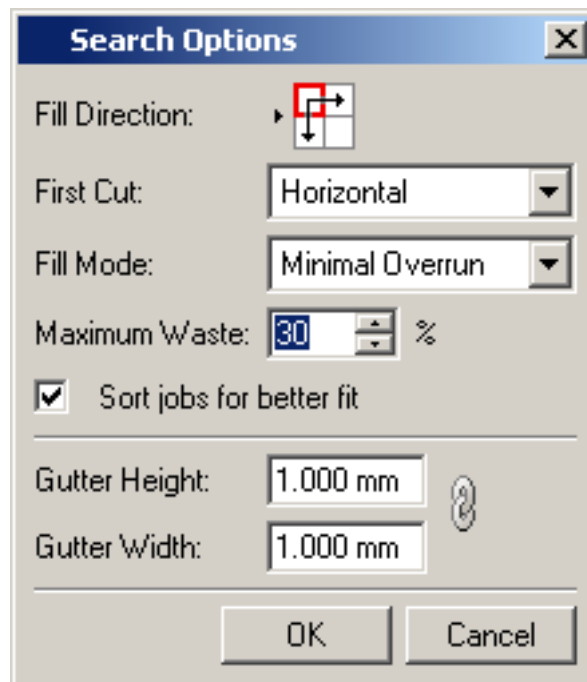 Search Options
Fill Direction:
First Cut: Horizontal
Fill Mode: Minimal Overrun
Maximum Waste: 30 %
Sort jobs for better fit
Gutter Height: 1.000 mm
Gutter Width: 1.000 mm
OK Cancel